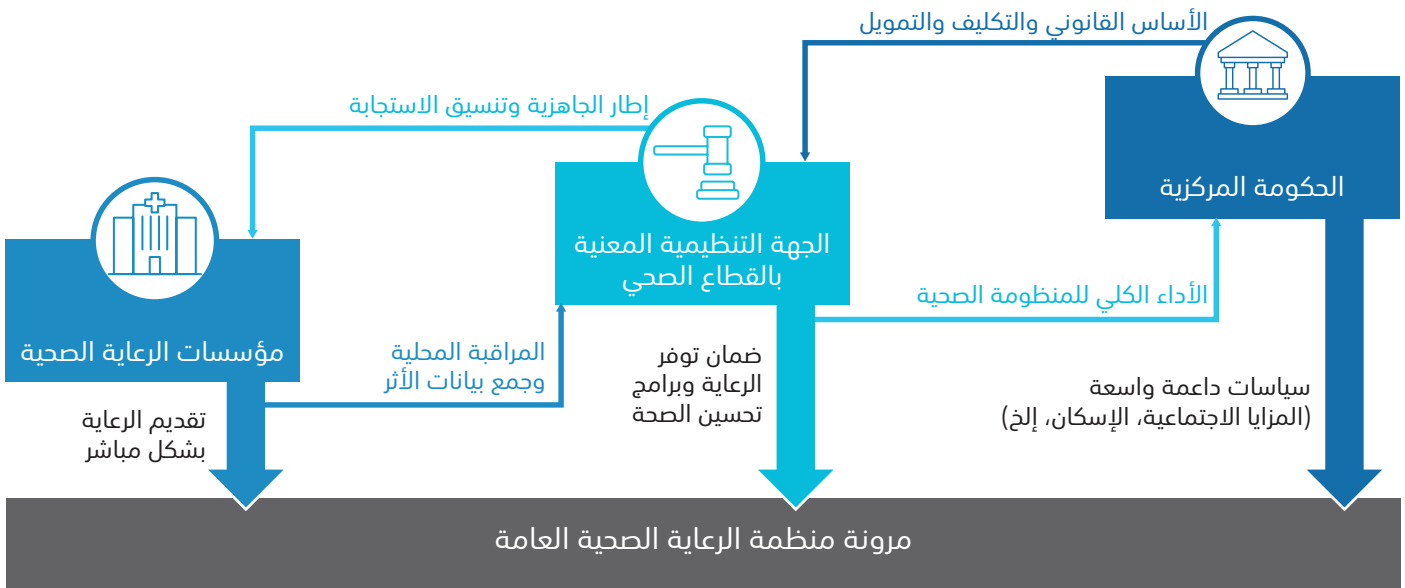 الأساس القانوني والتكليف والتمويل
الحكومة المركزية
إطار الجاهزية وتنسيق الاستجابة
الجهة التنظيمية المعنية
بالقطاع الصحي
مؤسسات الرعاية الصحية
الأداء الكلي للمنظومة الصحية
المراقبة المحلية
وجمع بيانات الأثر
سياسات داعمة واسعة
(المزايا الاجتماعية، الإسكان، إلخ)
ضمان توفر
الرعاية وبرامج
تحسين الصحة
تقديم الرعاية
بشكل مباشر
مرونة منظمة الرعاية الصحية العامة